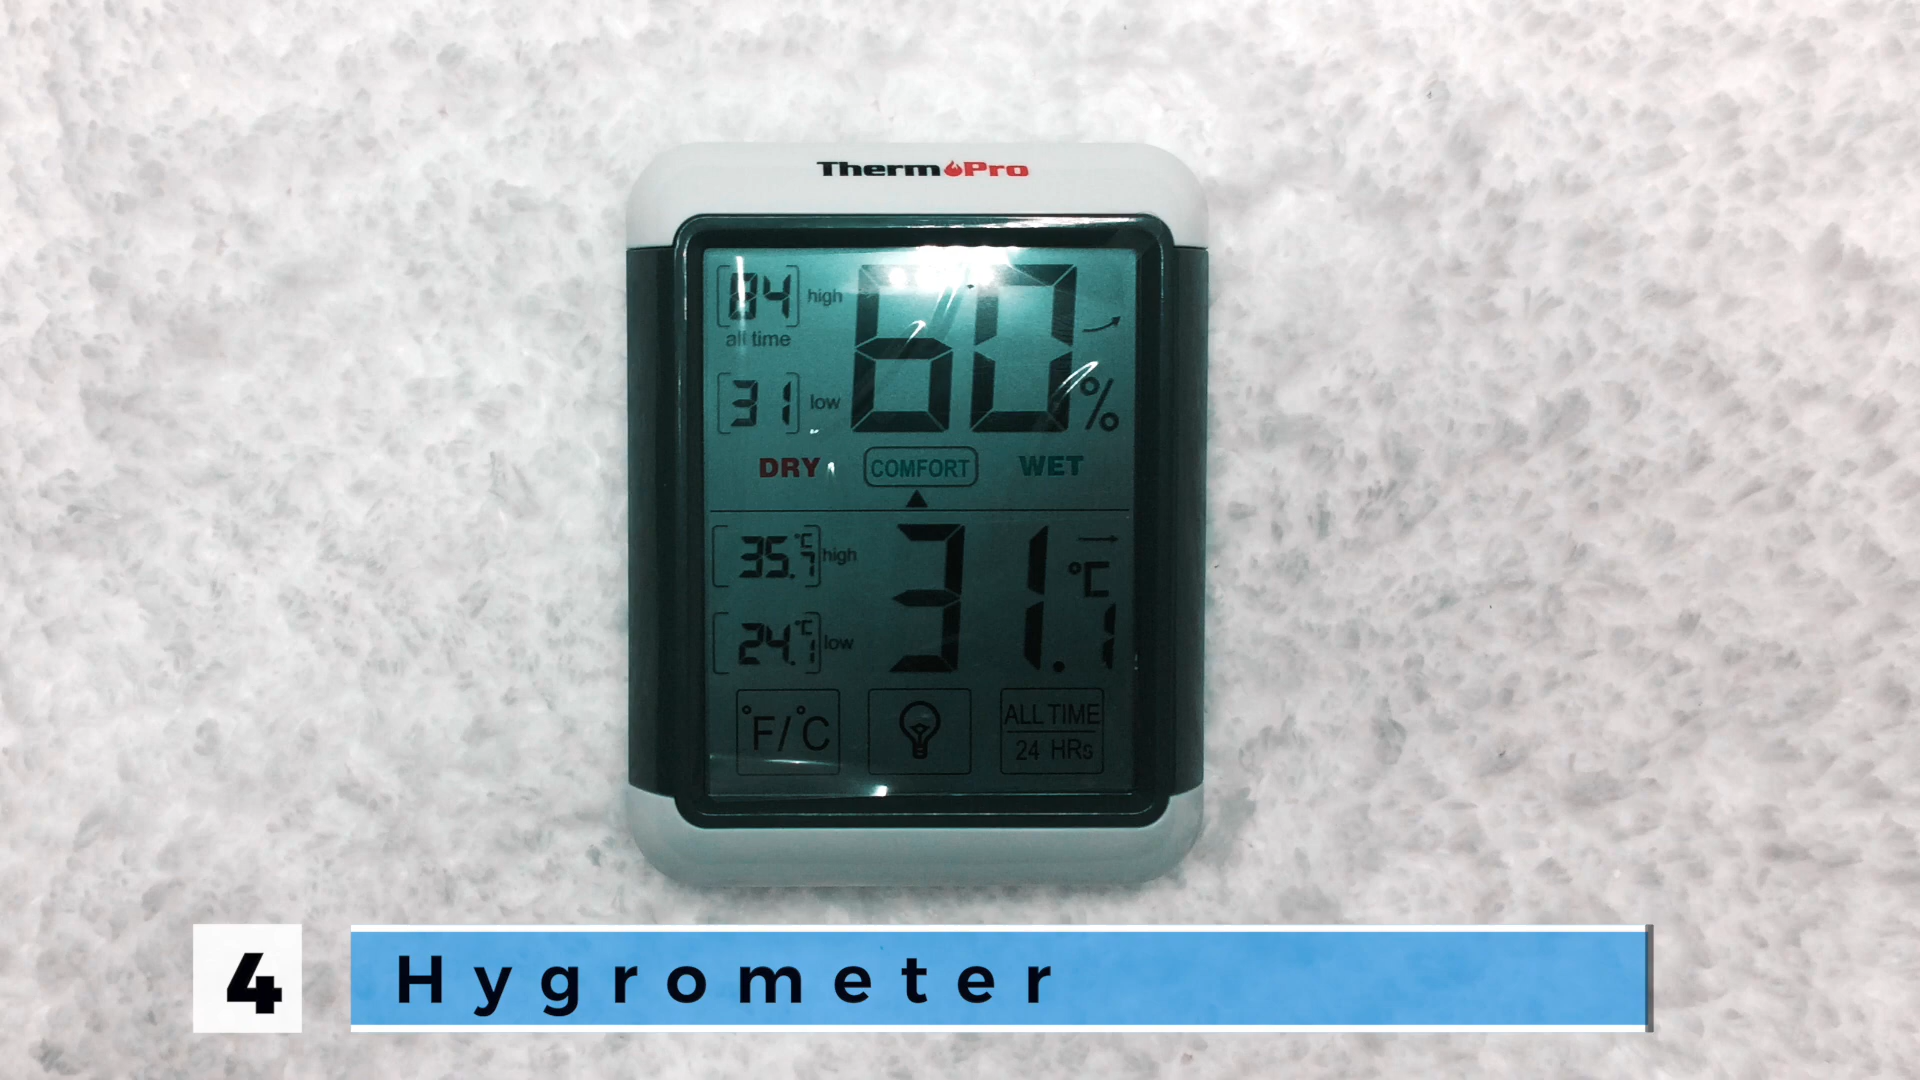 ThermoPro
84 high
all time
60 %
31 low
DRY COMFORT WET
35.7 °C high
31.1 °C
24.1 °C low
°F/°C
ALL TIME
24 HRs
4 Hygrometer